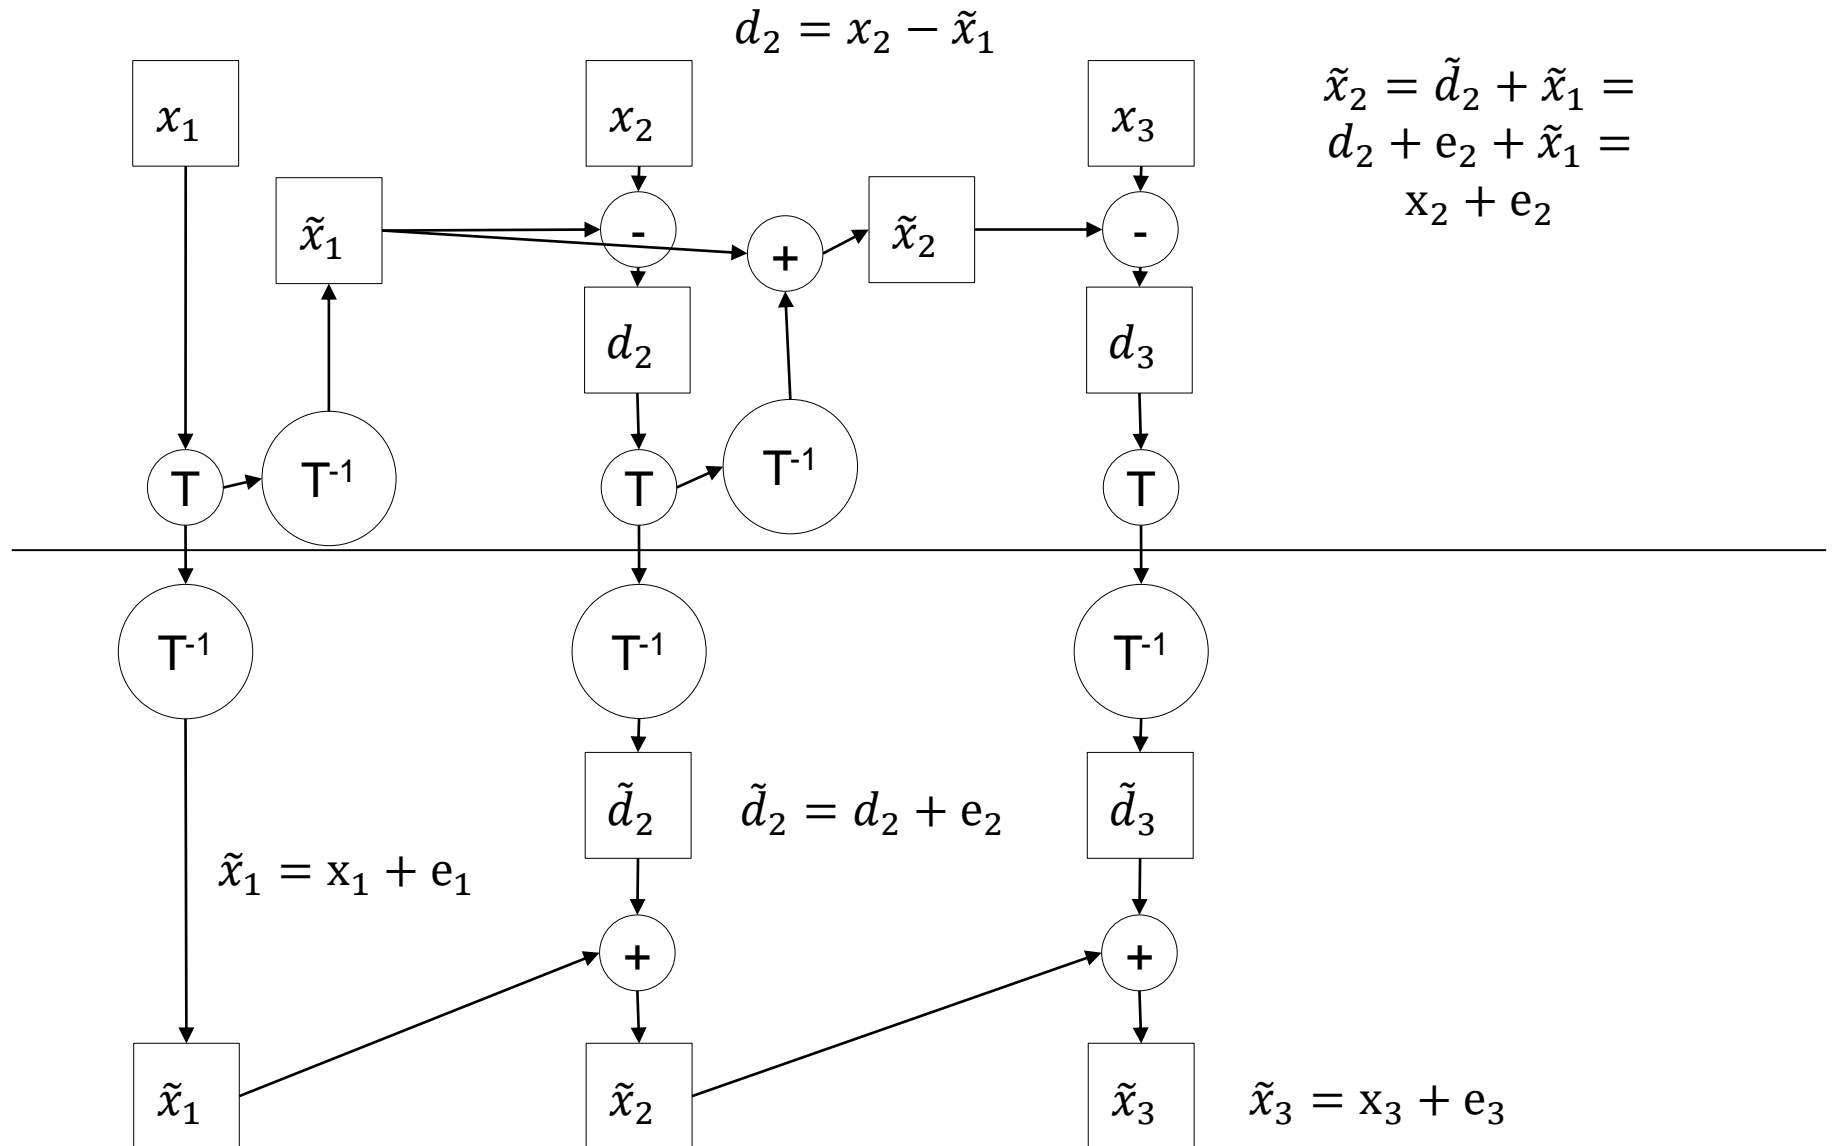 d₂ = x₂ − x̃₁
x₁
x₂
x₃
x̃₂ = d̃₂ + x̃₁ =
d₂ + e₂ + x̃₁ =
x₂ + e₂
x̃₁
-
+
x̃₂
-
d₂
d₃
T
T⁻¹
T
T⁻¹
T
T⁻¹
T⁻¹
T⁻¹
d̃₂
d̃₂ = d₂ + e₂
d̃₃
x̃₁ = x₁ + e₁
+
+
x̃₁
x̃₂
x̃₃
x̃₃ = x₃ + e₃